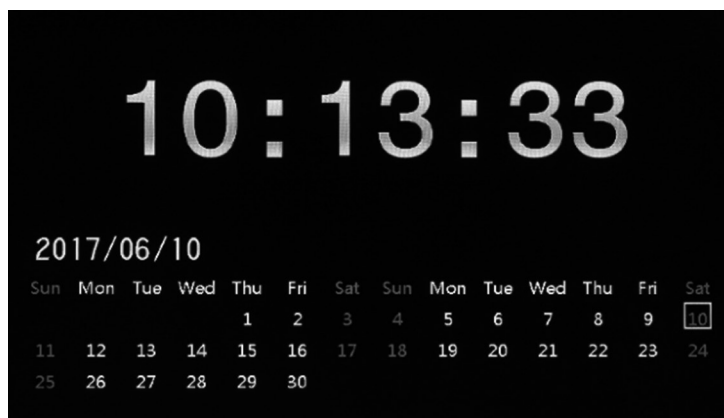 10:13:33
2017/06/10
Sun Mon Tue Wed Thu Fri Sat Sun Mon Tue Wed Thu Fri Sat
1 2 3 4 5 6 7 8 9 10
11 12 13 14 15 16 17 18 19 20 21 22 23 24
25 26 27 28 29 30